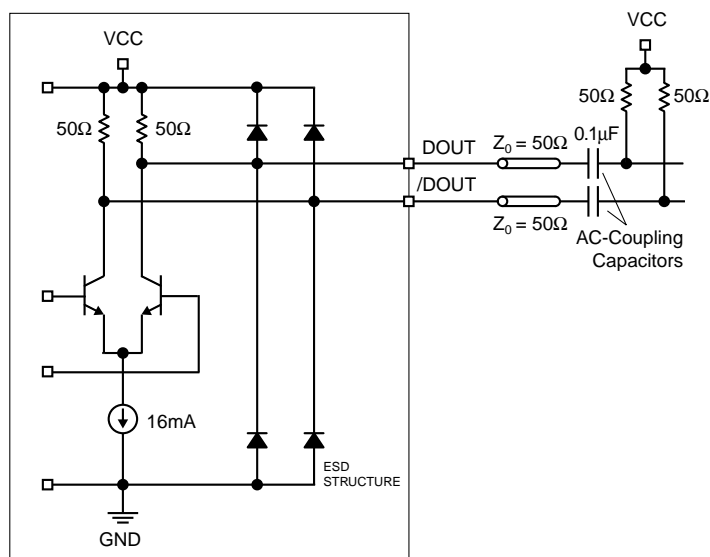 VCC
VCC
50Ω
50Ω
50Ω
50Ω
DOUT
Z0 = 50Ω
0.1µF
/DOUT
Z0 = 50Ω
AC-Coupling
Capacitors
16mA
ESD
STRUCTURE
GND